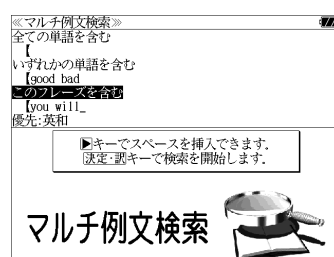 ≪マルチ例文検索≫
全ての単語を含む
【
いずれかの単語を含む
【good bad
このフレーズを含む
【you will_
優先:英和
▶キーでスペースを挿入できます。
決定・訳キーで検索を開始します。
マルチ例文検索